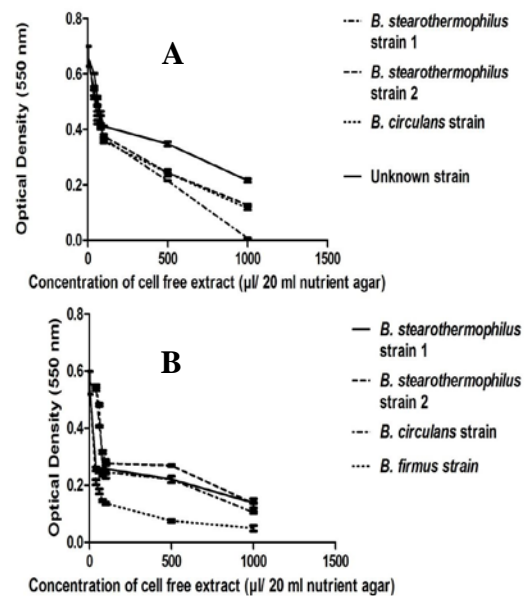 A
Optical Density (550 nm)
0.8
0.6
0.4
0.2
0.0
0
500
1000
1500
Concentration of cell free extract (µl/ 20 ml nutrient agar)
B. stearothermophilus
strain 1
B. stearothermophilus
strain 2
B. circulans strain
Unknown strain
B
Optical Density (550 nm)
0.8
0.6
0.4
0.2
0.0
0
500
1000
1500
Concentration of cell free extract (µl/ 20 ml nutrient agar)
B. stearothermophilus
strain 1
B. stearothermophilus
strain 2
B. circulans strain
B. firmus strain